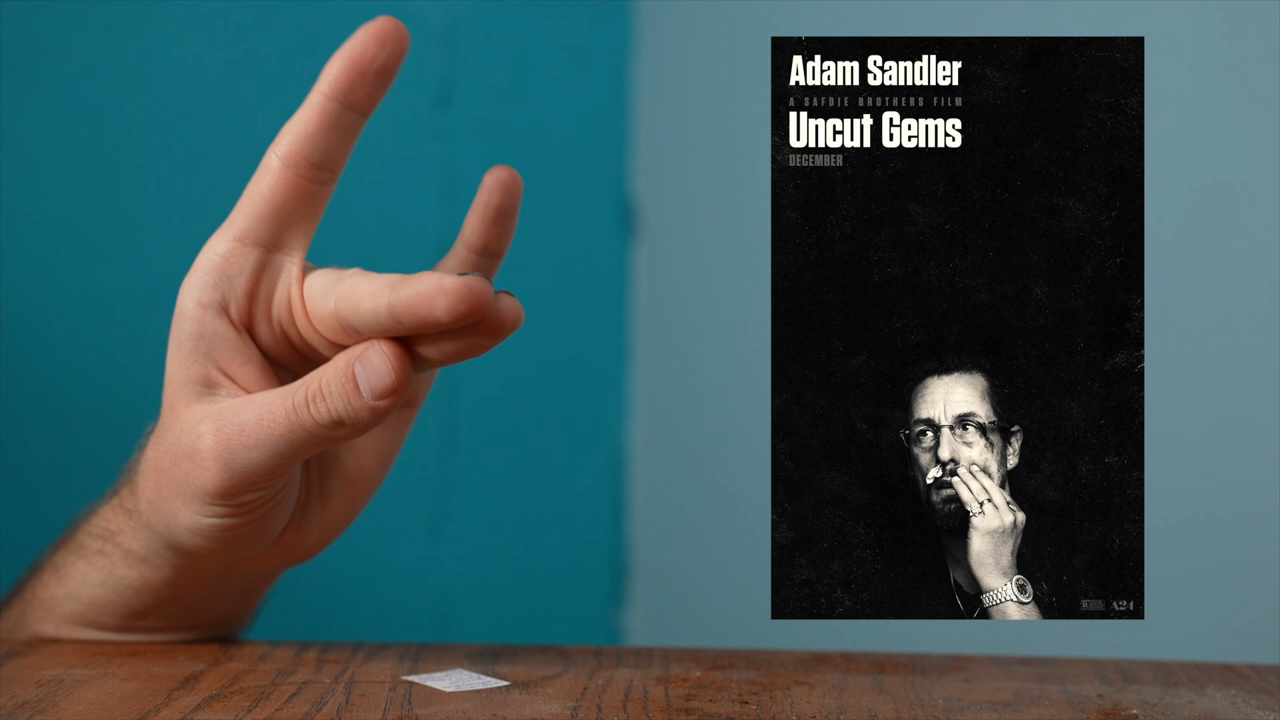 Adam Sandler
A SAFDIE BROTHERS FILM
Uncut Gems
DECEMBER
A24